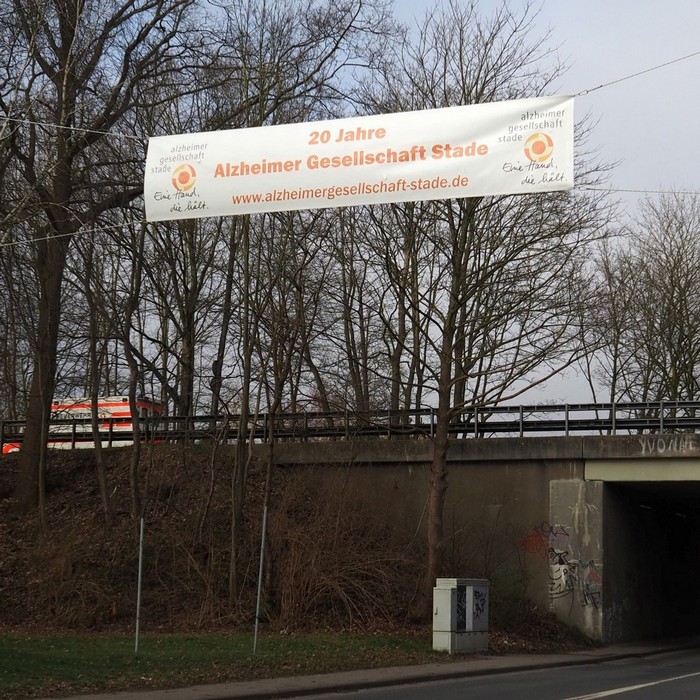 alzheimer
gesellschaft
stade
Eine Hand,
die hält.
20 Jahre
Alzheimer Gesellschaft Stade
www.alzheimergesellschaft-stade.de
alzheimer
gesellschaft
stade
Eine Hand,
die hält.